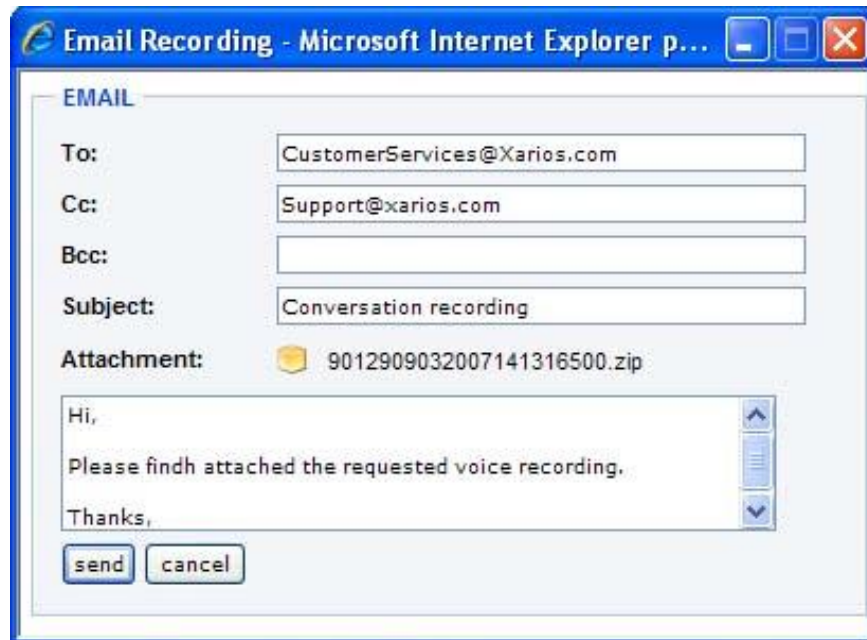 Email Recording - Microsoft Internet Explorer p...
EMAIL
To: CustomerServices@Xarios.com
Cc: Support@xarios.com
Bcc:
Subject: Conversation recording
Attachment: 9012909032007141316500.zip
Hi,
Please findh attached the requested voice recording.
Thanks,
send cancel